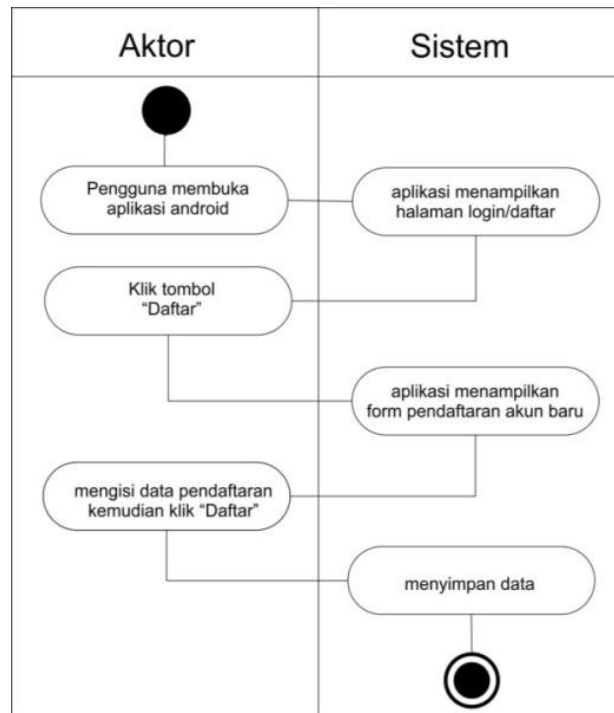 Aktor
Sistem
Pengguna membuka
aplikasi android
aplikasi menampilkan
halaman login/daftar
Klik tombol
“Daftar”
aplikasi menampilkan
form pendaftaran akun baru
mengisi data pendaftaran
kemudian klik “Daftar”
menyimpan data